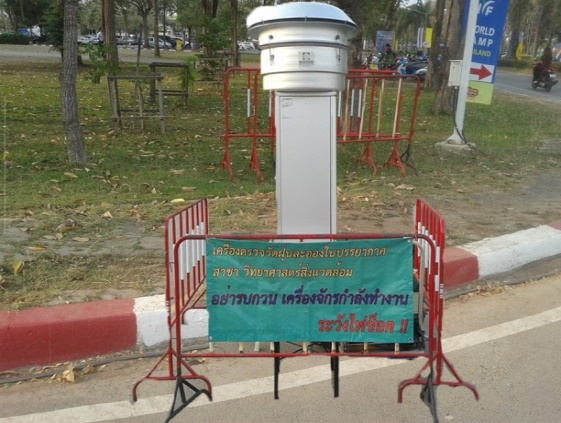 เครื่องตรวจวัดฝุ่นละอองในบรรยากาศ
สาขา วิทยาศาสตร์สิ่งแวดล้อม
อย่ารบกวน เครื่องจักรกำลังทำงาน
ระวังไฟช็อต !!
WORLD